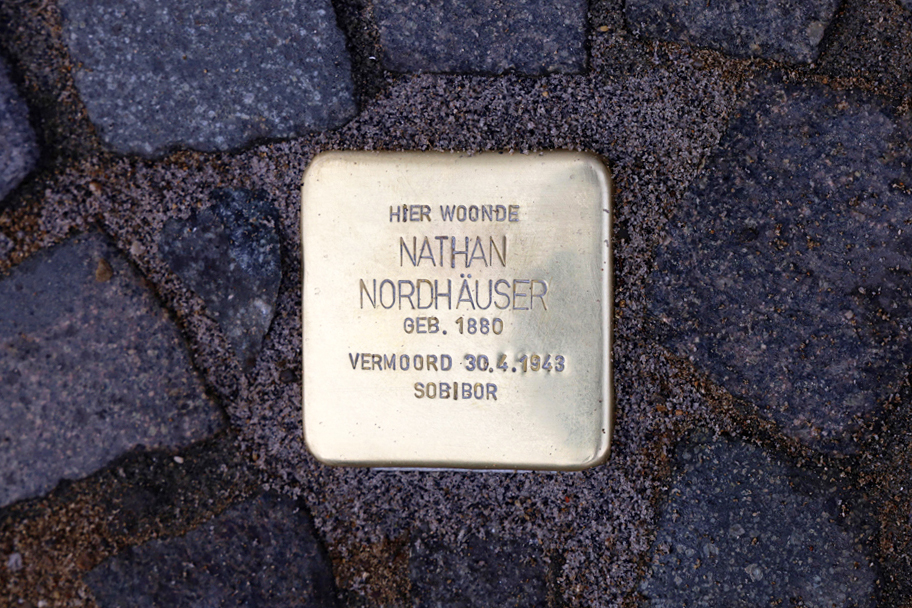 HIER WOONDE
NATHAN
NORDHÄUSER
GEB. 1880
VERMOORD 30.4.1943
SOBIBOR